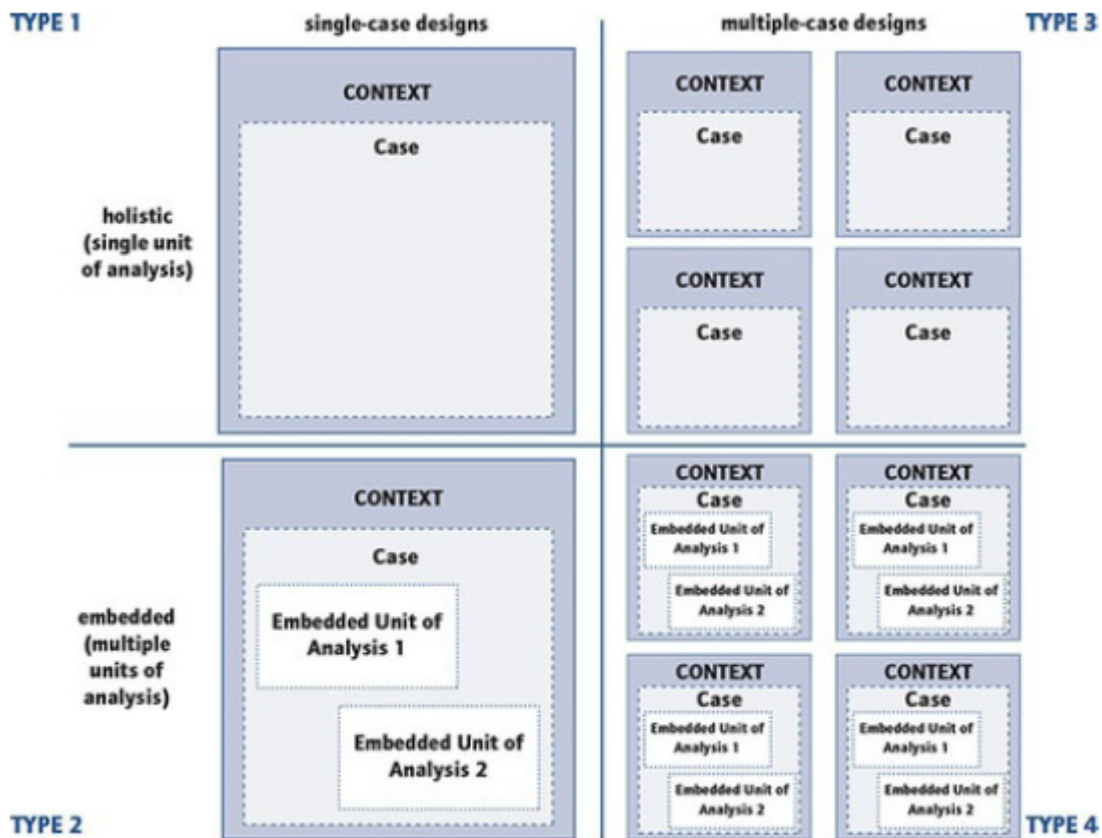 TYPE 1
single-case designs
multiple-case designs
TYPE 3
CONTEXT
Case
holistic
(single unit
of analysis)
CONTEXT
Case
CONTEXT
Case
CONTEXT
Case
CONTEXT
Case
embedded
(multiple
units of
analysis)
CONTEXT
Case
Embedded Unit of
Analysis 1
Embedded Unit of
Analysis 2
CONTEXT
Case
Embedded Unit of
Analysis 1
Embedded Unit of
Analysis 2
CONTEXT
Case
Embedded Unit of
Analysis 1
Embedded Unit of
Analysis 2
CONTEXT
Case
Embedded Unit of
Analysis 1
Embedded Unit of
Analysis 2
CONTEXT
Case
Embedded Unit of
Analysis 1
Embedded Unit of
Analysis 2
TYPE 2
TYPE 4